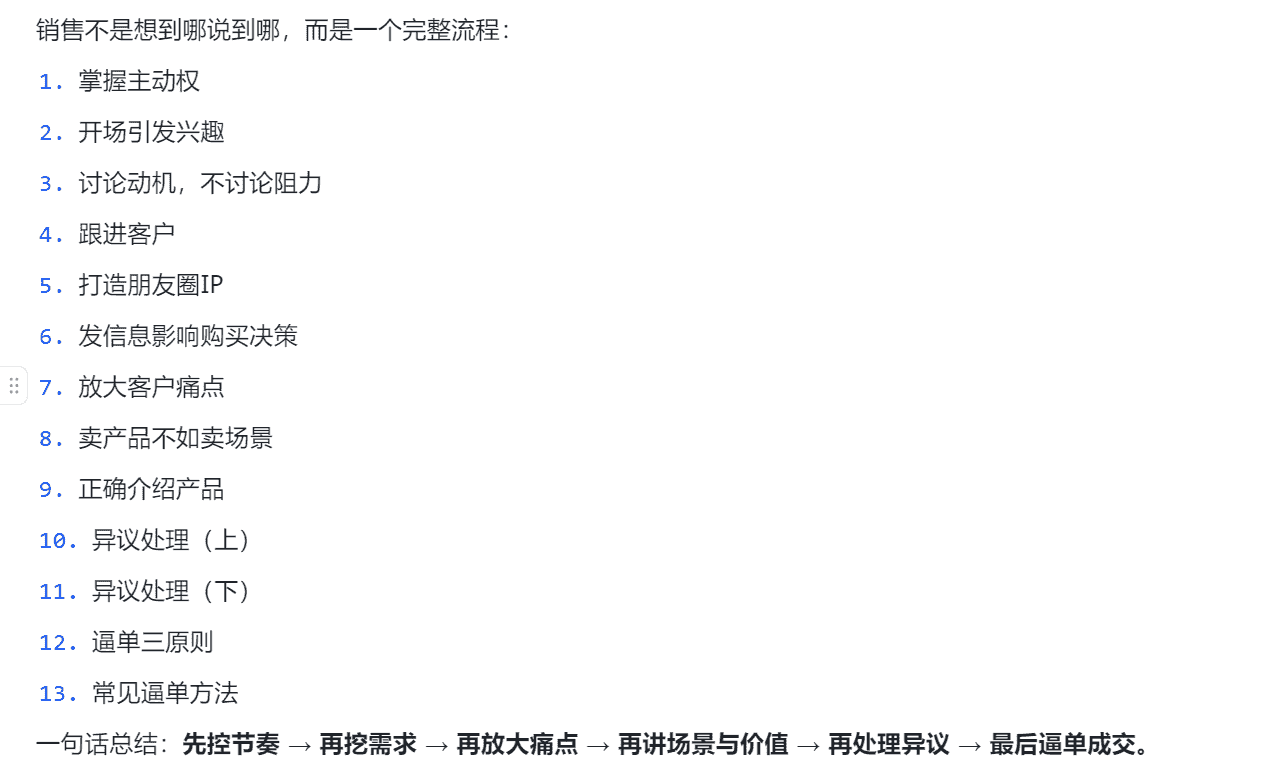 销售不是想到哪说到哪，而是一个完整流程：
1. 掌握主动权
2. 开场引发兴趣
3. 讨论动机，不讨论阻力
4. 跟进客户
5. 打造朋友圈IP
6. 发信息影响购买决策
7. 放大客户痛点
8. 卖产品不如卖场景
9. 正确介绍产品
10. 异议处理（上）
11. 异议处理（下）
12. 逼单三原则
13. 常见逼单方法
一句话总结：先控节奏 → 再挖需求 → 再放大痛点 → 再讲场景与价值 → 再处理异议 → 最后逼单成交。